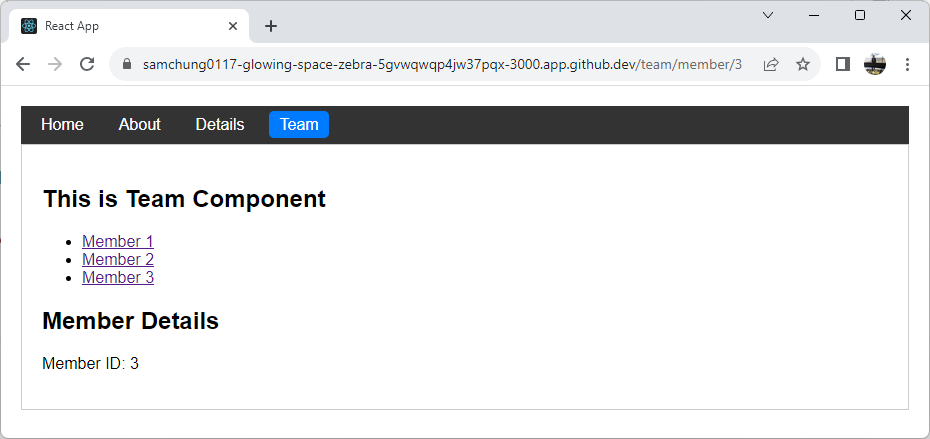 React App
samchung0117-glowing-space-zebra-5gvwqwqp4jw37pqx-3000.app.github.dev/team/member/3
Home About Details Team
This is Team Component
Member 1
Member 2
Member 3
Member Details
Member ID: 3